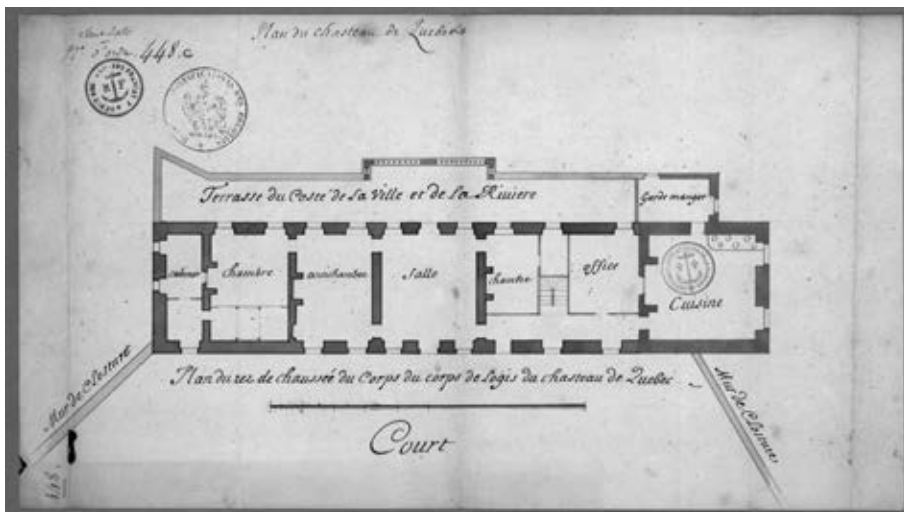 448.c
Plan du chasteau de Quebec
Terrasse du Coste de la Ville et de la Riviere
Garde manger
Cabinet
Chambre
Antichambre
Salle
Chambre
Office
Cuisine
Mur de Closture
Plan du rez de chaussée du Corps du corps de logis du chasteau de Quebec
Mur de Closture
Court